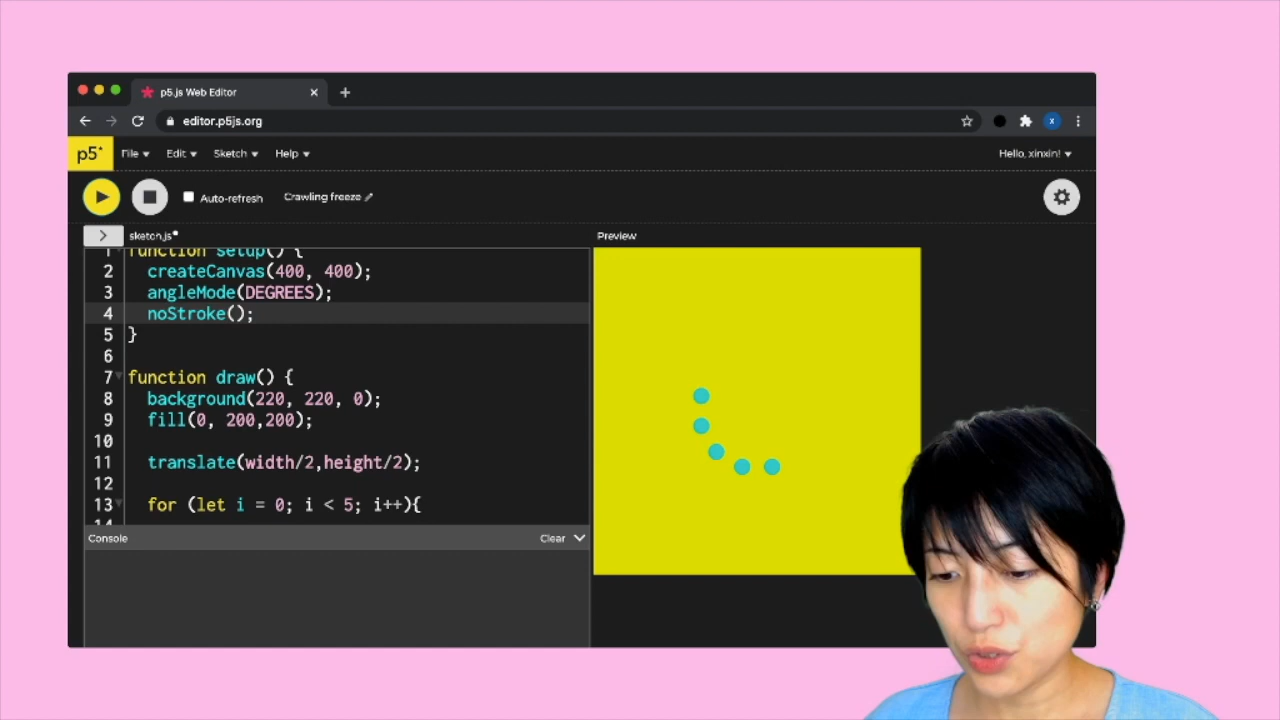 p5.js Web Editor
editor.p5js.org
X
p5* File Edit Sketch Help Hello, xinxin!
Auto-refresh Crawling freeze
sketch.js Preview
1 function setup() {
2 createCanvas(400, 400);
3 angleMode(DEGREES);
4 noStroke();
5 }
6
7 function draw() {
8 background(220, 220, 0);
9 fill(0, 200,200);
10
11 translate(width/2,height/2);
12
13 for (let i = 0; i < 5; i++){
14
Console Clear